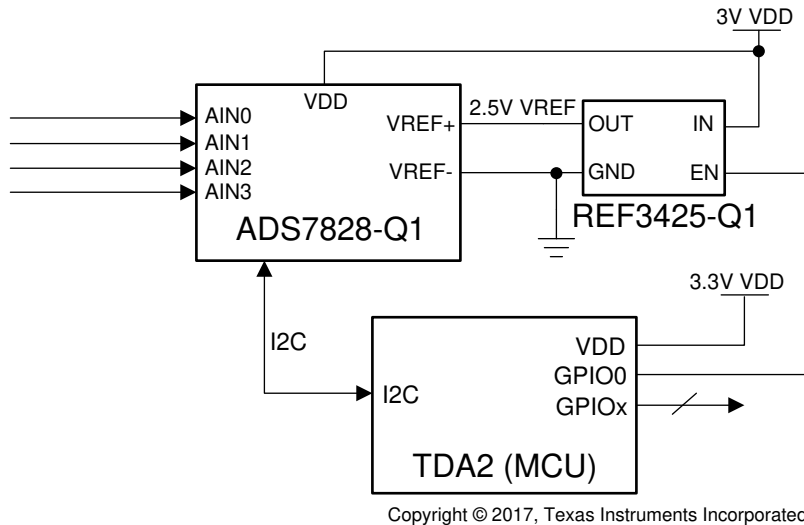 3V VDD
VDD
AIN0
AIN1
AIN2
AIN3
VREF+
VREF-
ADS7828-Q1
2.5V VREF
OUT
IN
GND
EN
REF3425-Q1
3.3V VDD
I2C
I2C
VDD
GPIO0
GPIOx
TDA2 (MCU)
Copyright © 2017, Texas Instruments Incorporated